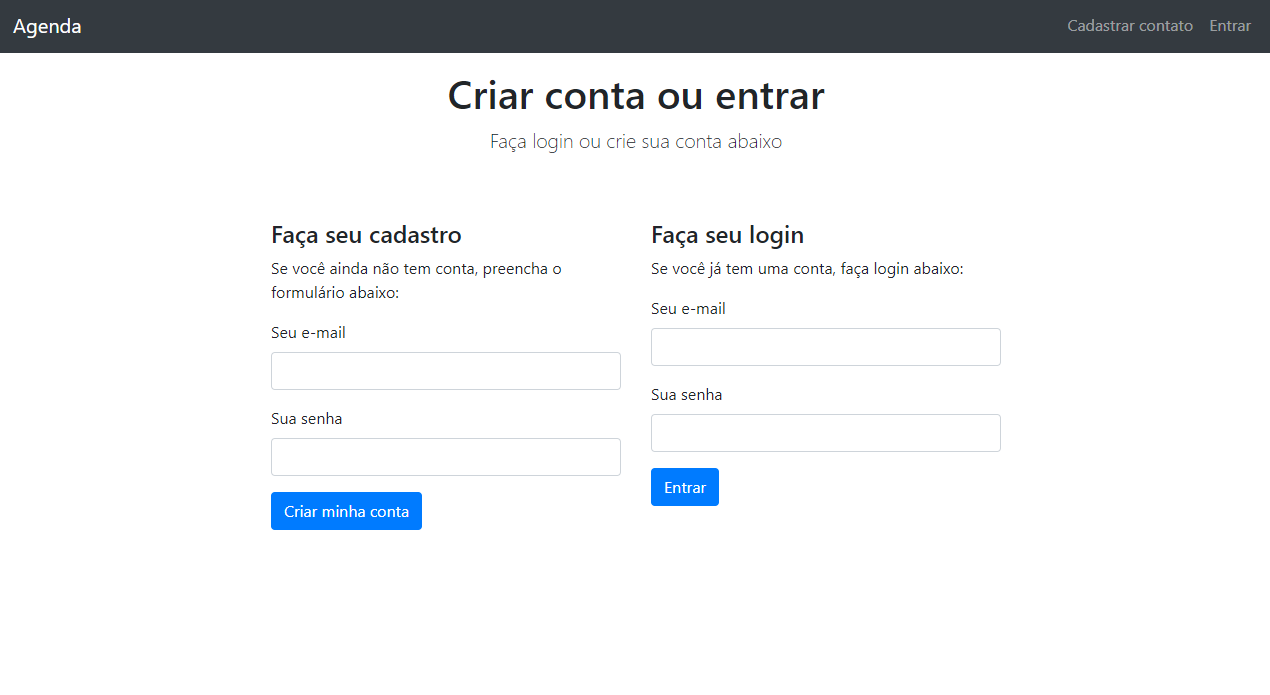 Agenda
Cadastrar contato
Entrar
Criar conta ou entrar
Faça login ou crie sua conta abaixo
Faça seu cadastro
Se você ainda não tem conta, preencha o
formulário abaixo:
Seu e-mail
Sua senha
Criar minha conta
Faça seu login
Se você já tem uma conta, faça login abaixo:
Seu e-mail
Sua senha
Entrar